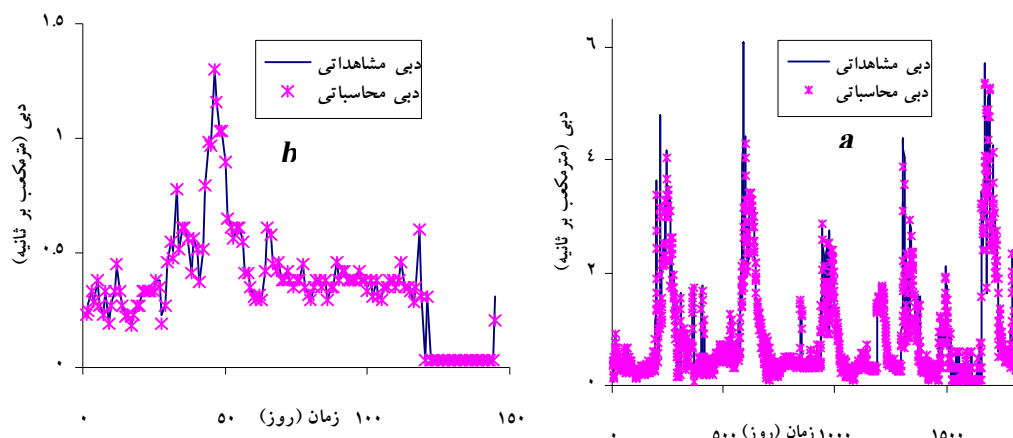 ۱.۵
۱
۰.۵
۰
دبی (مترمکعب بر ثانیه)
دبی مشاهداتی
دبی محاسباتی
b
۰ ۵۰ ۱۰۰ ۱۵۰
زمان (روز)
۶
۴
۲
۰
دبی (مترمکعب بر ثانیه)
دبی مشاهداتی
دبی محاسباتی
a
۰ ۵۰۰ ۱۰۰۰ ۱۵۰۰
زمان (روز)